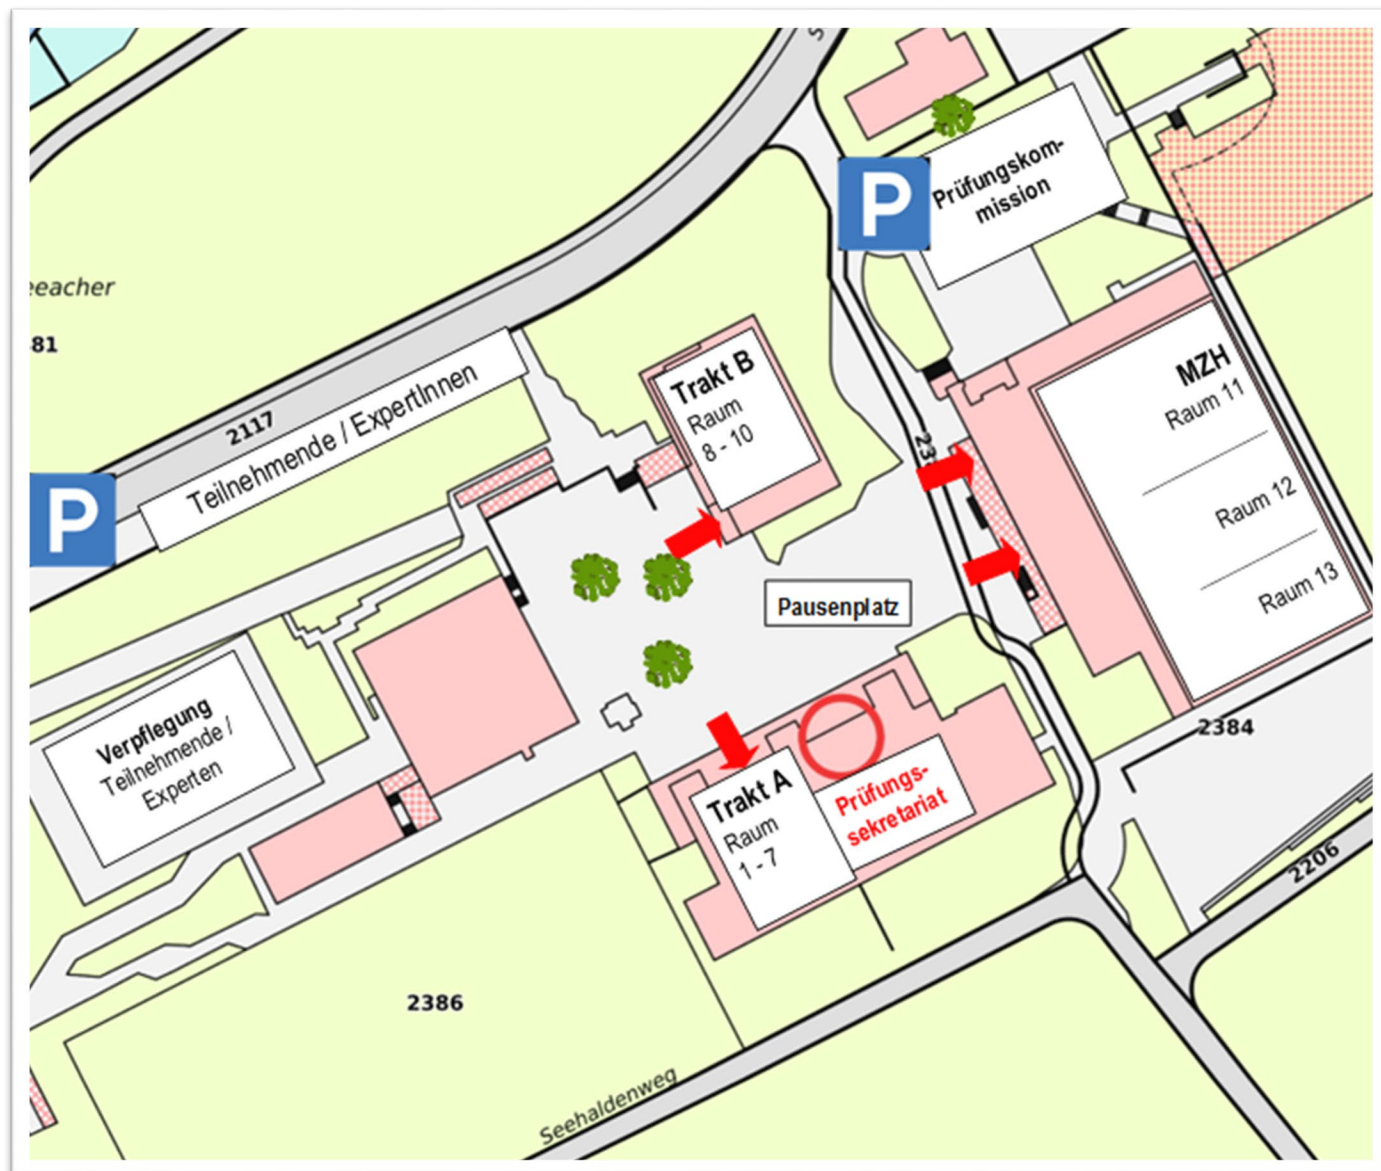 P
Prüfungskom-
mission
eeacher
81
2117
Teilnehmende / ExpertInnen
P
Trakt B
Raum
8 - 10
MZH
Raum 11
Raum 12
Raum 13
Pausenplatz
Verpflegung
Teilnehmende /
Experten
Trakt A
Raum
1 - 7
Prüfungs-
sekretariat
2384
2206
2386
Seehaldenweg